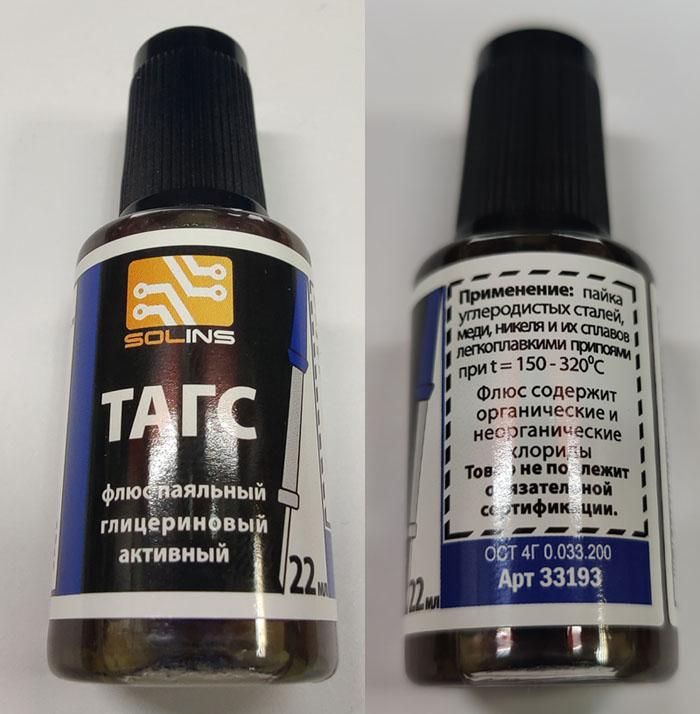 SOLINS
ТАГС
флюс паяльный
глицериновый
активный
22 мл
Применение: пайка
углеродистых сталей,
меди, никеля и их сплавов
легкоплавкими припоями
при t = 150 - 320⁰C
Флюс содержит
органические и
неорганические
хлориды
Товар не подлежит
обязательной
сертификации.
ОСТ 4Г 0.033.200
Арт 33193
22 мл